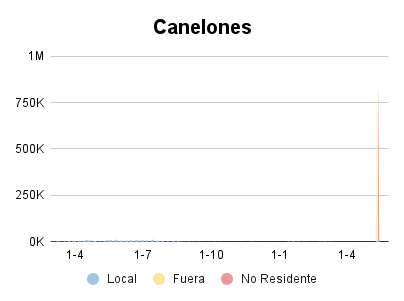 Canelones
1M
750K
500K
250K
0K
1-4 1-7 1-10 1-1 1-4
Local Fuera No Residente